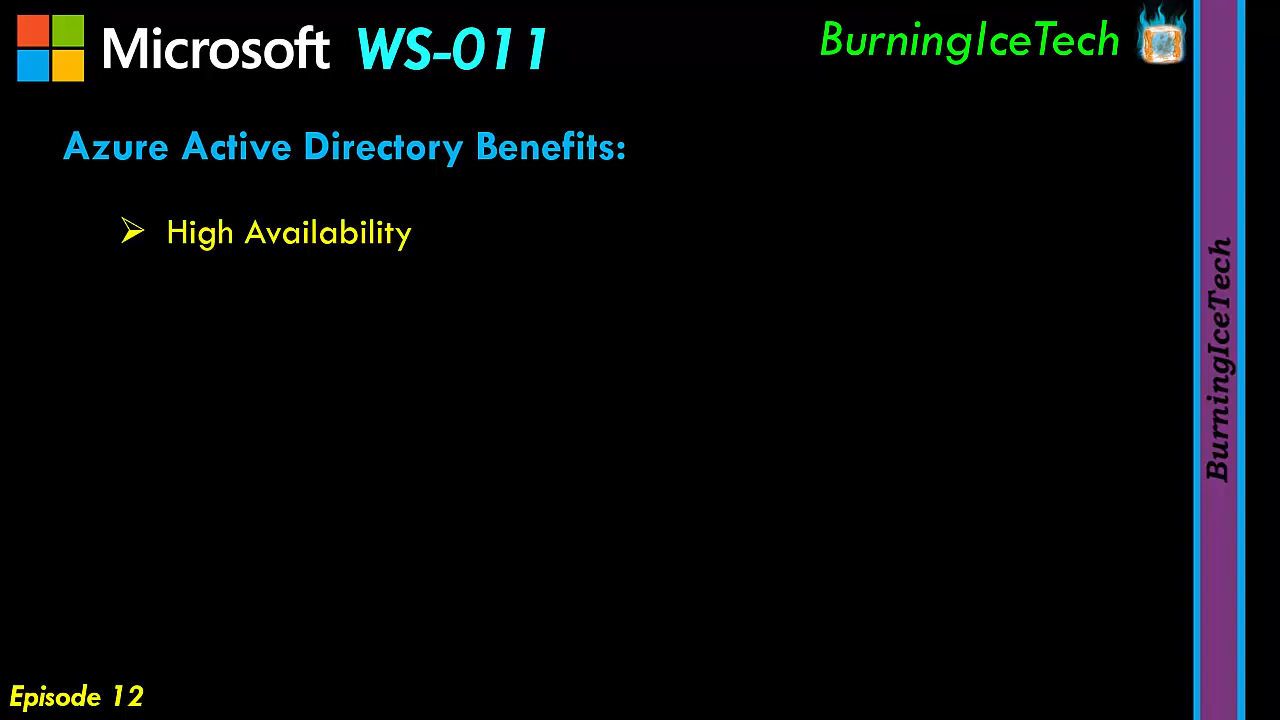 Microsoft WS-011
BurningIceTech
Azure Active Directory Benefits:
➢ High Availability
BurningIceTech
Episode 12